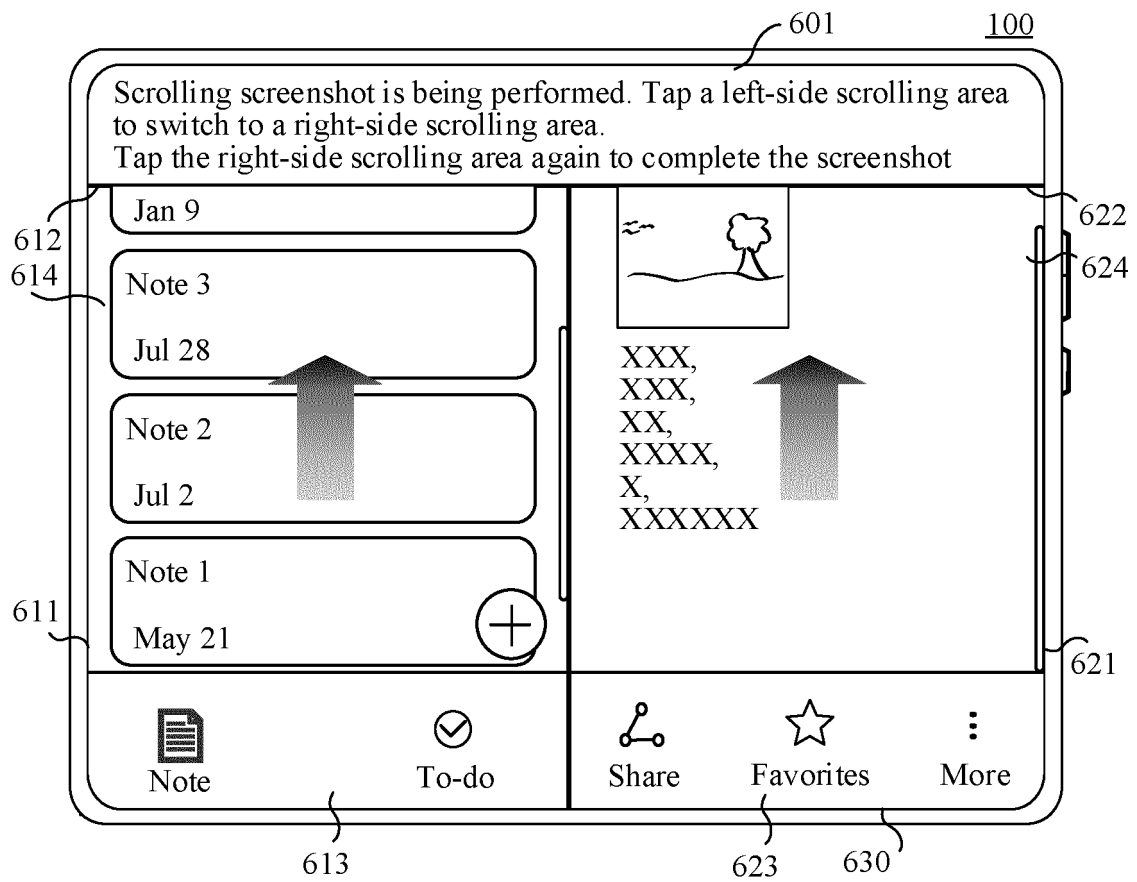 100
601
Scrolling screenshot is being performed. Tap a left-side scrolling area
to switch to a right-side scrolling area.
Tap the right-side scrolling area again to complete the screenshot
612
614
Jan 9
Note 3
Jul 28
Note 2
Jul 2
Note 1
May 21
611
Note
To-do
613
622
624
XXX,
XXX,
XX,
XXXX,
X,
XXXXXX
621
Share
Favorites
More
623
630